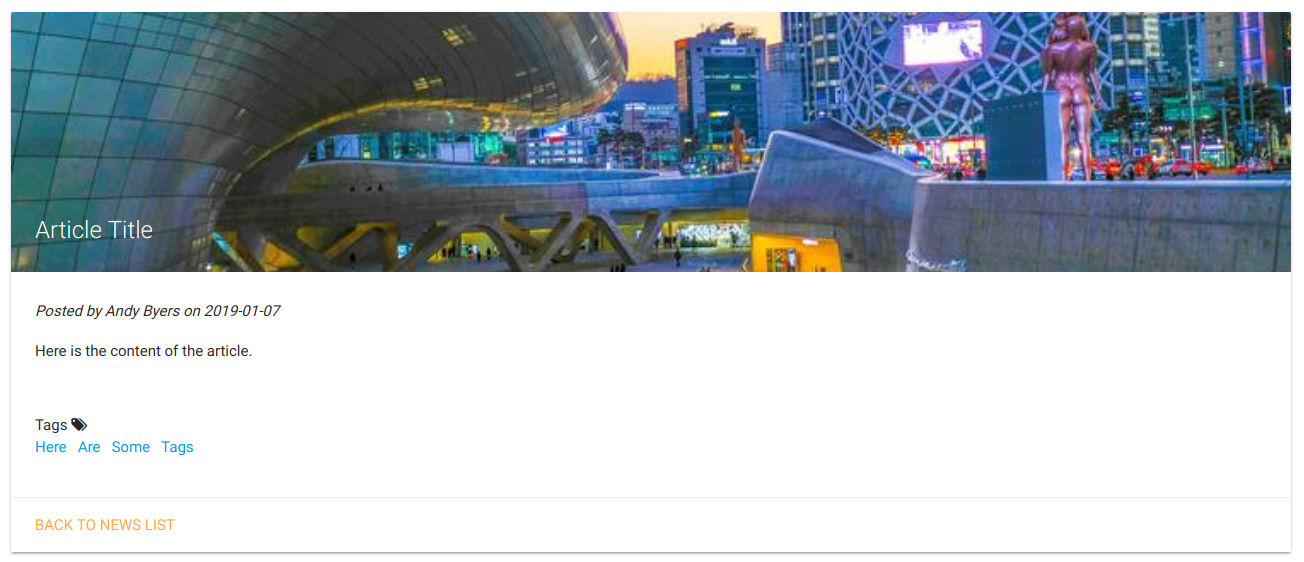 Article Title
Posted by Andy Byers on 2019-01-07
Here is the content of the article.
Tags
Here Are Some Tags
BACK TO NEWS LIST